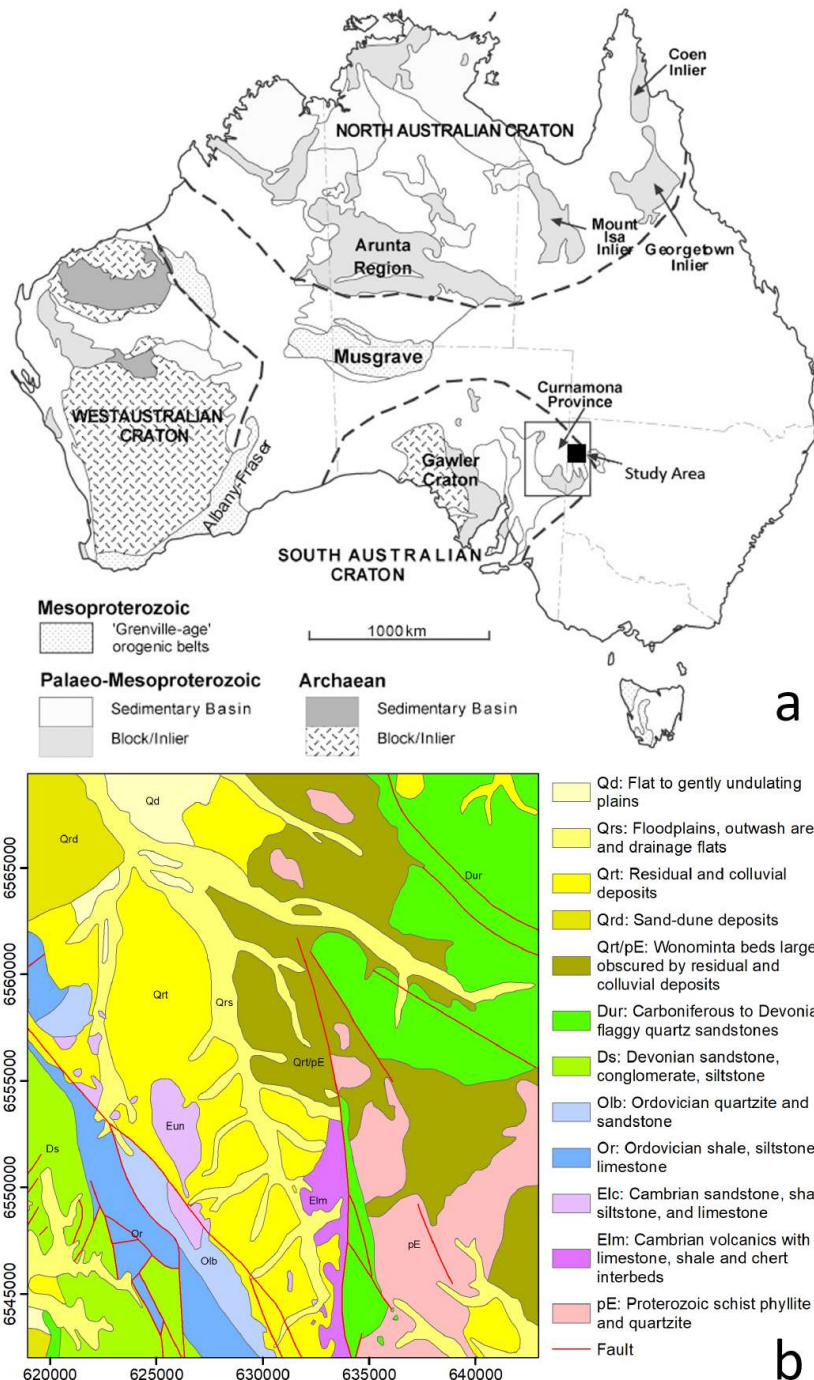 Coen
Inlier
NORTH AUSTRALIAN CRATON
Mount
Isa
Inlier
Georgetown
Inlier
Arunta
Region
Musgrave
WESTAUSTRALIAN
CRATON
Albany-Fraser
Curnamona
Province
Gawler
Craton
Study Area
SOUTH AUSTRALIAN
CRATON
Mesoproterozoic
'Grenville-age'
orogenic belts
1000 km
Palaeo-Mesoproterozoic
Archaean
Sedimentary Basin
Sedimentary Basin
Block/Inlier
Block/Inlier
a
Qd
Qrd
Dur
Qrt
Qrs
Qrt/pE
Eun
Ds
Elm
Or
Olb
pE
6565000
6560000
6555000
6550000
6545000
620000 625000 630000 635000 640000
Qd: Flat to gently undulating
plains
Qrs: Floodplains, outwash are
and drainage flats
Qrt: Residual and colluvial
deposits
Qrd: Sand-dune deposits
Qrt/pE: Wonominta beds large
obscured by residual and
colluvial deposits
Dur: Carboniferous to Devonia
flaggy quartz sandstones
Ds: Devonian sandstone,
conglomerate, siltstone
Olb: Ordovician quartzite and
sandstone
Or: Ordovician shale, siltstone
limestone
Elc: Cambrian sandstone, sha
siltstone, and limestone
Elm: Cambrian volcanics with
limestone, shale and chert
interbeds
pE: Proterozoic schist phyllite
and quartzite
Fault
b